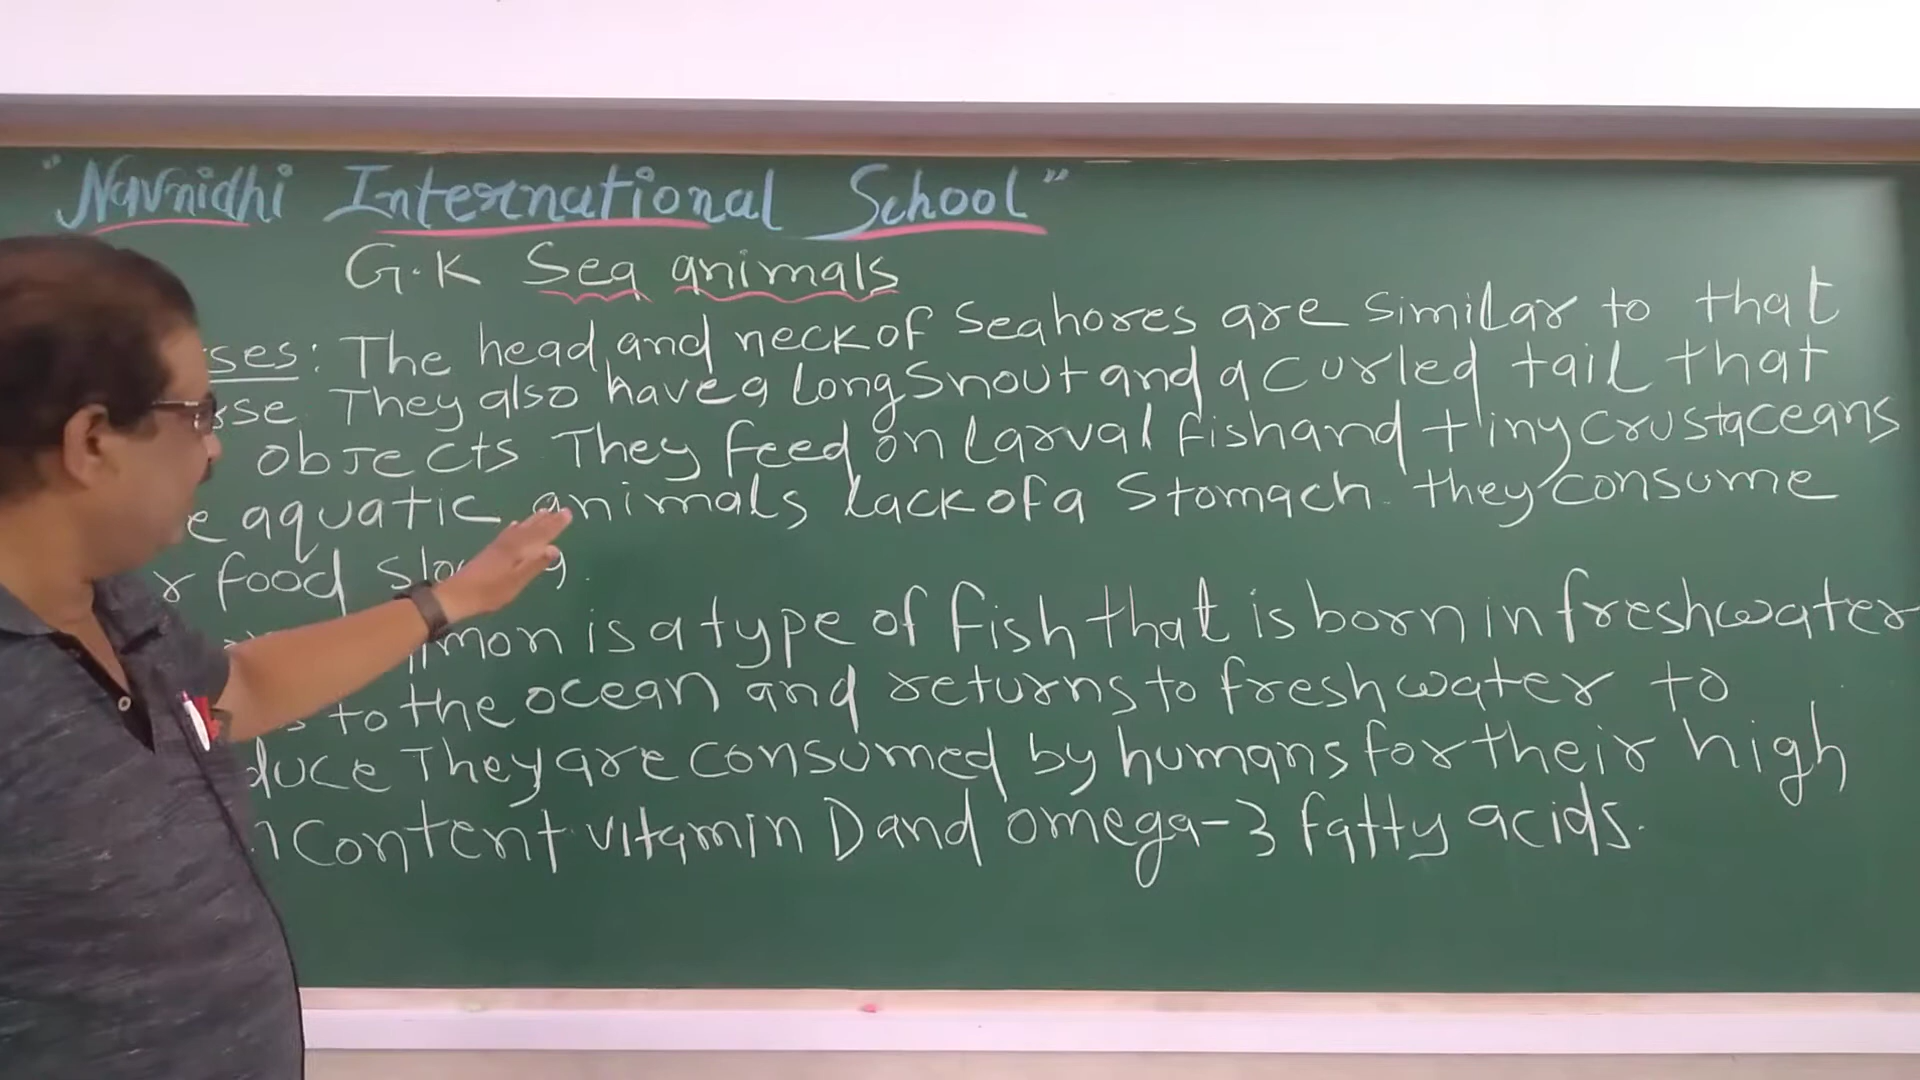 "Navnidhi International School"
G.K Sea animals
ses: The head and neck of Seahores are similar to that
sse. They also have a long snout and a curled tail that
objects They feed on larval fish and tiny crustaceans
e aquatic animals lack of a Stomach. they consume
r food
mon is a type of fish that is born in freshwater
s to the ocean and returns to freshwater to
duce They are consumed by humans for their high
n content vitamin D and omega-3 fatty acids.